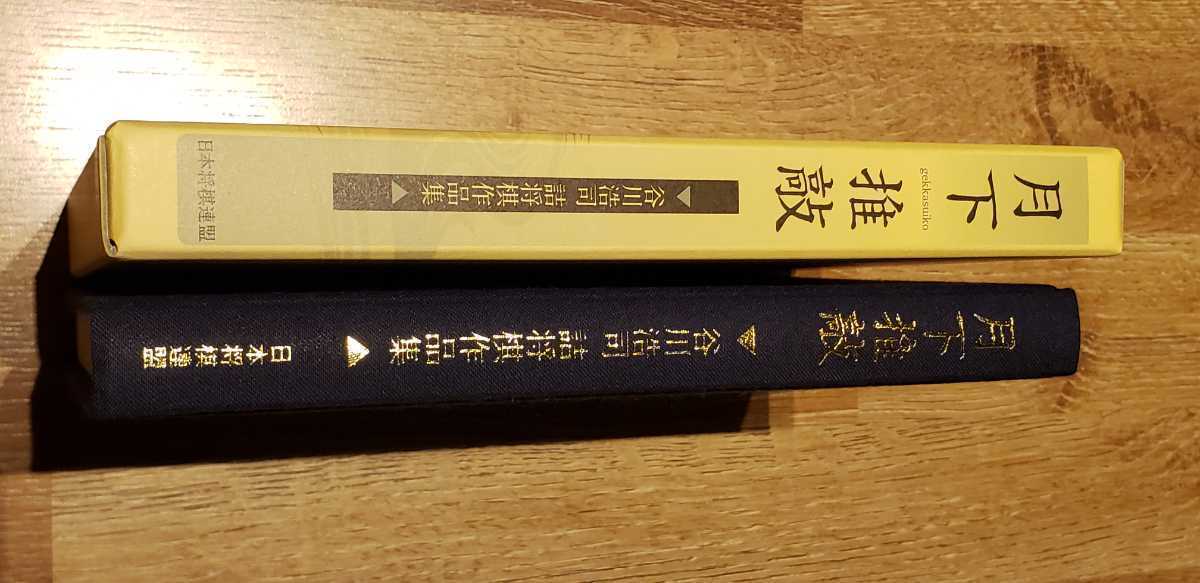 月下推敲
gekkasuiko
谷川浩司 詰将棋作品集
日本将棋連盟
月下推敲
谷川浩司 詰将棋作品集
日本将棋連盟